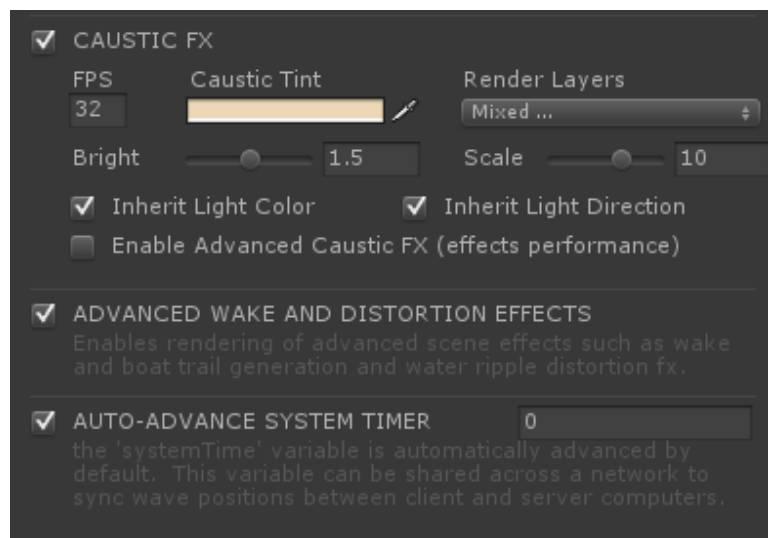 CAUSTIC FX
FPS Caustic Tint Render Layers
32 Mixed ...
Bright 1.5 Scale 10
Inherit Light Color Inherit Light Direction
Enable Advanced Caustic FX (effects performance)
ADVANCED WAKE AND DISTORTION EFFECTS
Enables rendering of advanced scene effects such as wake
and boat trail generation and water ripple distortion fx.
AUTO-ADVANCE SYSTEM TIMER 0
the 'systemTime' variable is automatically advanced by
default.  This variable can be shared across a network to
sync wave positions between client and server computers.